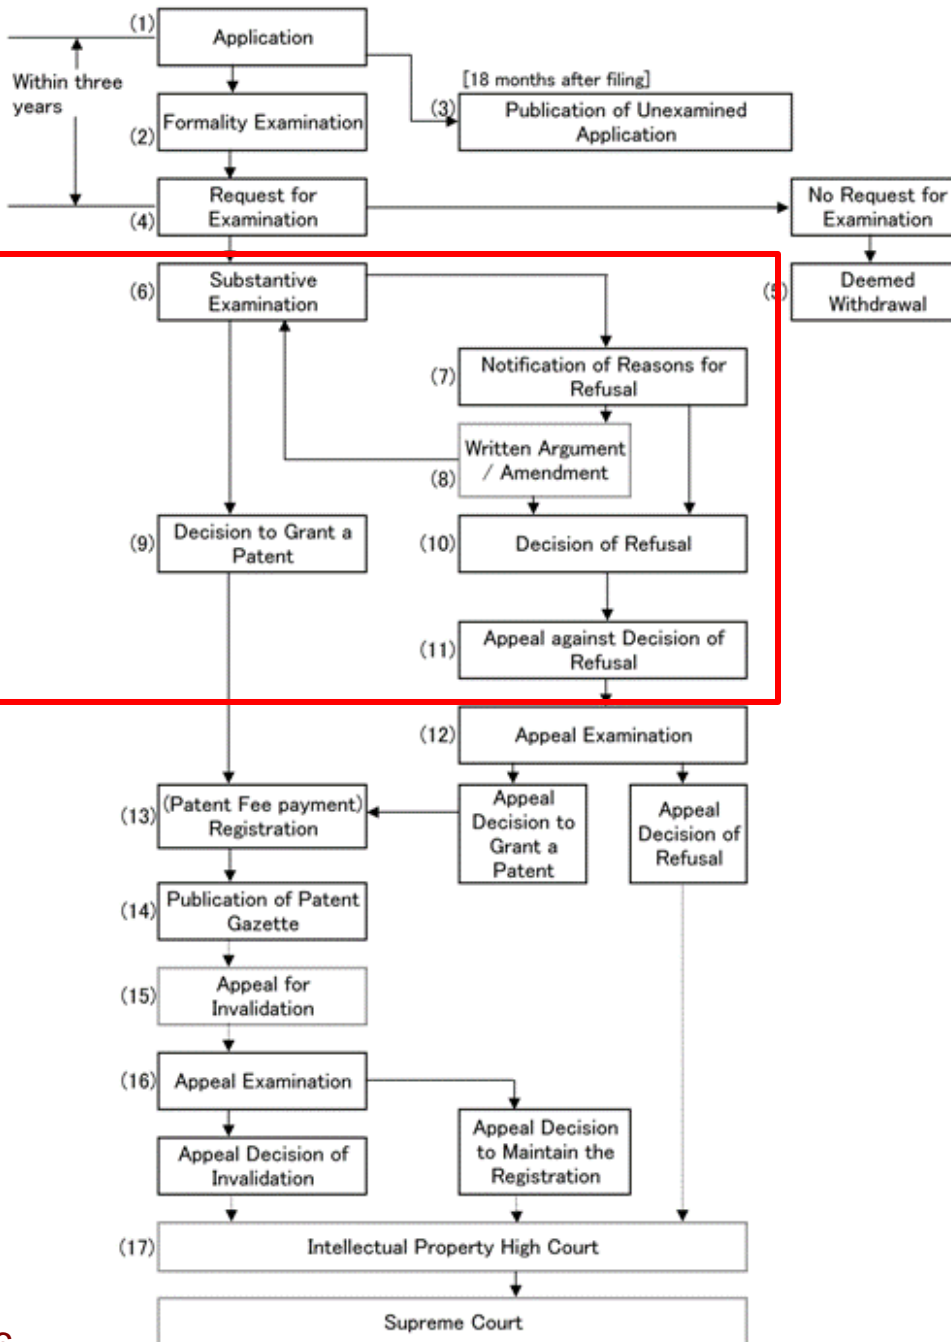 (1)
Application
Within three
years
[18 months after filing]
(3)
Publication of Unexamined
Application
(2)
Formality Examination
(4)
Request for
Examination
No Request for
Examination
(6)
Substantive
Examination
(5)
Deemed
Withdrawal
(7)
Notification of Reasons for
Refusal
(8)
Written Argument
/ Amendment
(9)
Decision to Grant a
Patent
(10)
Decision of Refusal
(11)
Appeal against Decision of
Refusal
(12)
Appeal Examination
(13)
(Patent Fee payment)
Registration
Appeal
Decision to
Grant a
Patent
Appeal
Decision of
Refusal
(14)
Publication of Patent
Gazette
(15)
Appeal for
Invalidation
(16)
Appeal Examination
Appeal Decision of
Invalidation
Appeal Decision
to Maintain the
Registration
(17)
Intellectual Property High Court
Supreme Court